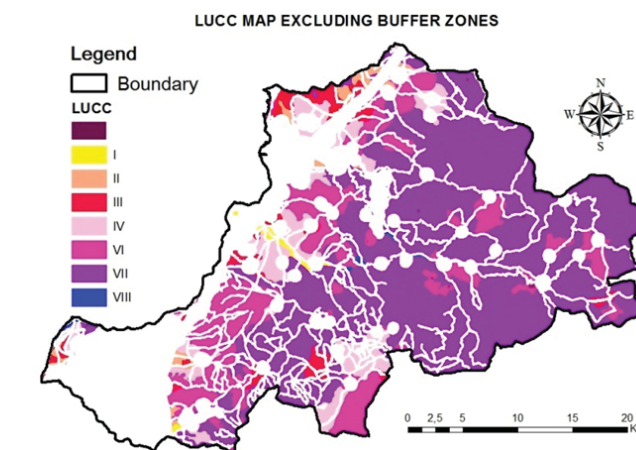 LUCC MAP EXCLUDING BUFFER ZONES
Legend
Boundary
LUCC
I
II
III
IV
VI
VII
VIII
N
W E
S
0 2,5 5 10 15 20
K